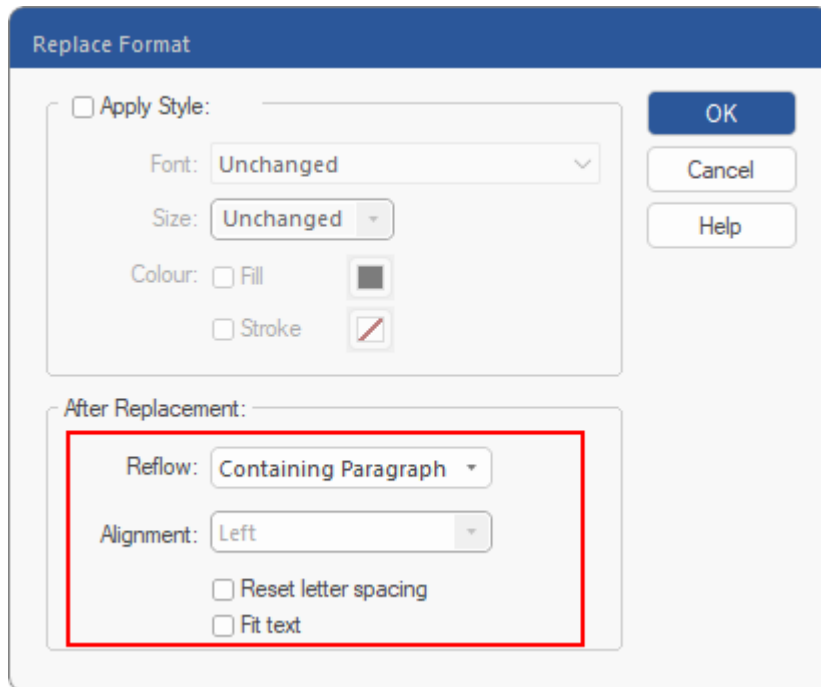 Replace Format
Apply Style:
OK
Font: Unchanged
Cancel
Size: Unchanged
Help
Colour: Fill
Stroke
After Replacement:
Reflow: Containing Paragraph
Alignment: Left
Reset letter spacing
Fit text